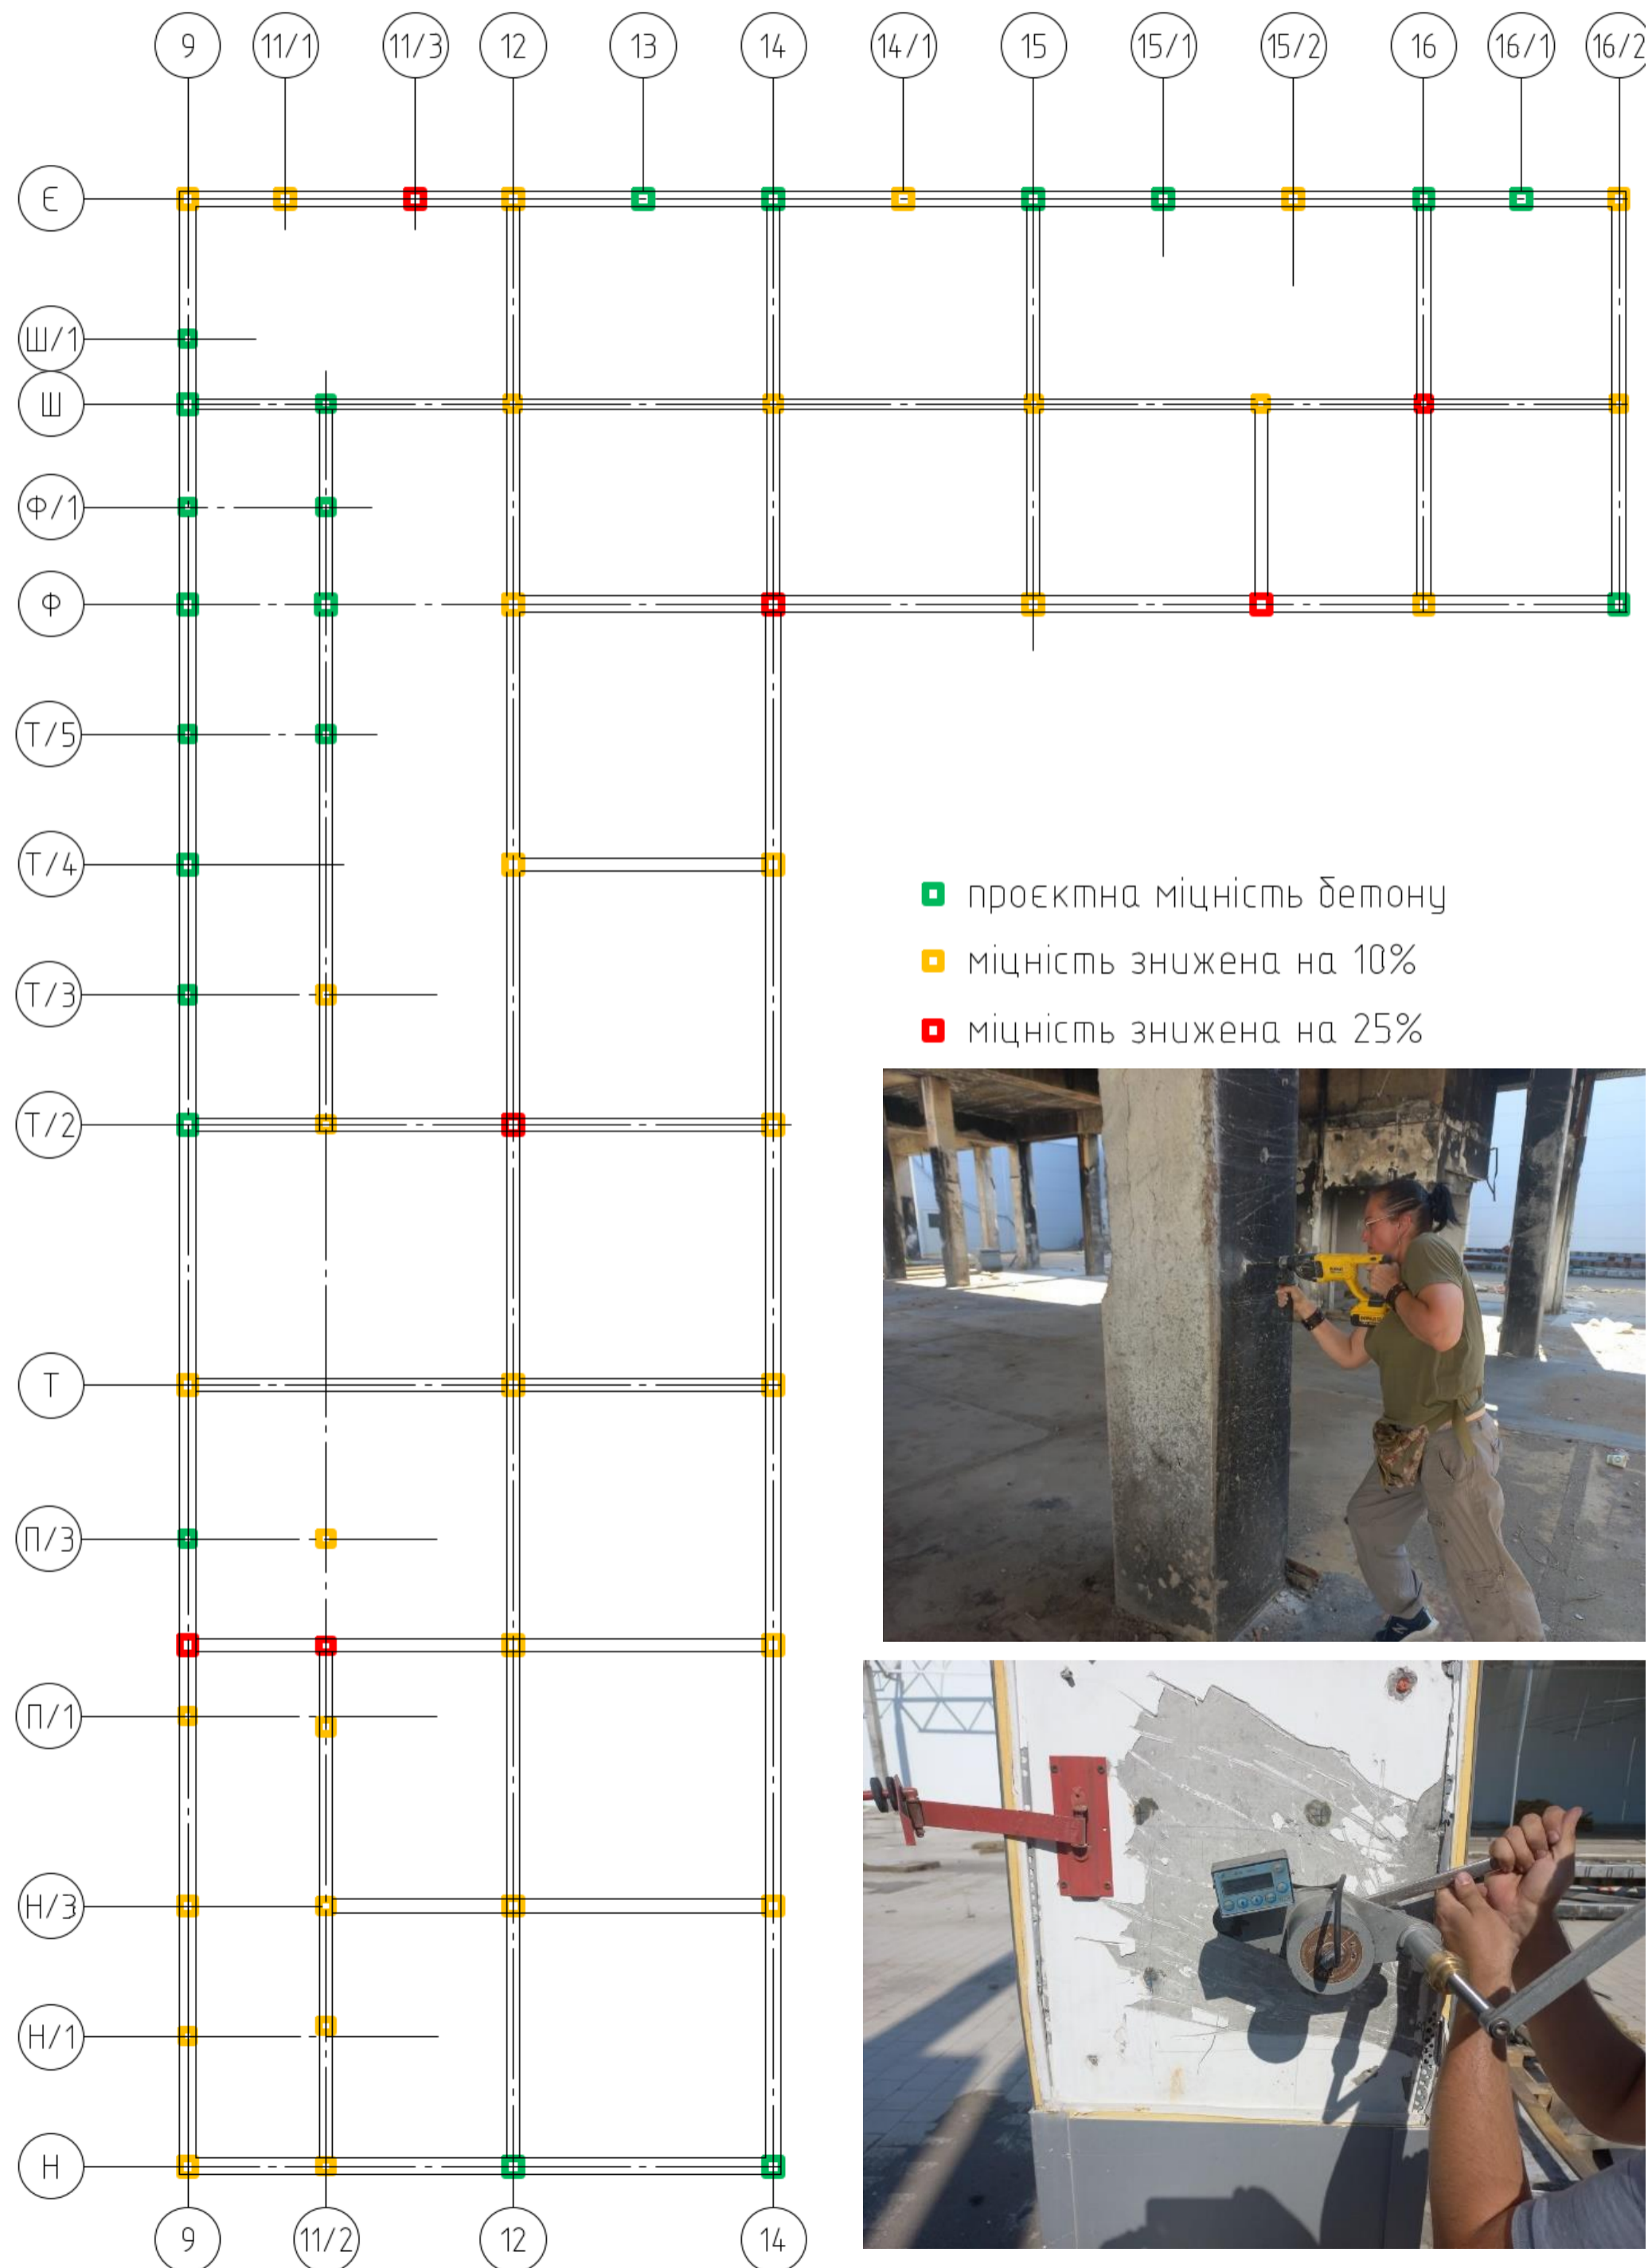 9 11/1 11/3 12 13 14 14/1 15 15/1 15/2 16 16/1 16/2
Є
Ш/1
Ш
Ф/1
Ф
Т/5
Т/4
проєктна міцність бетону
міцність знижена на 10%
Т/3
міцність знижена на 25%
Т/2
Т
П/3
П/1
Н/3
Н/1
Н
9 11/2 12 14